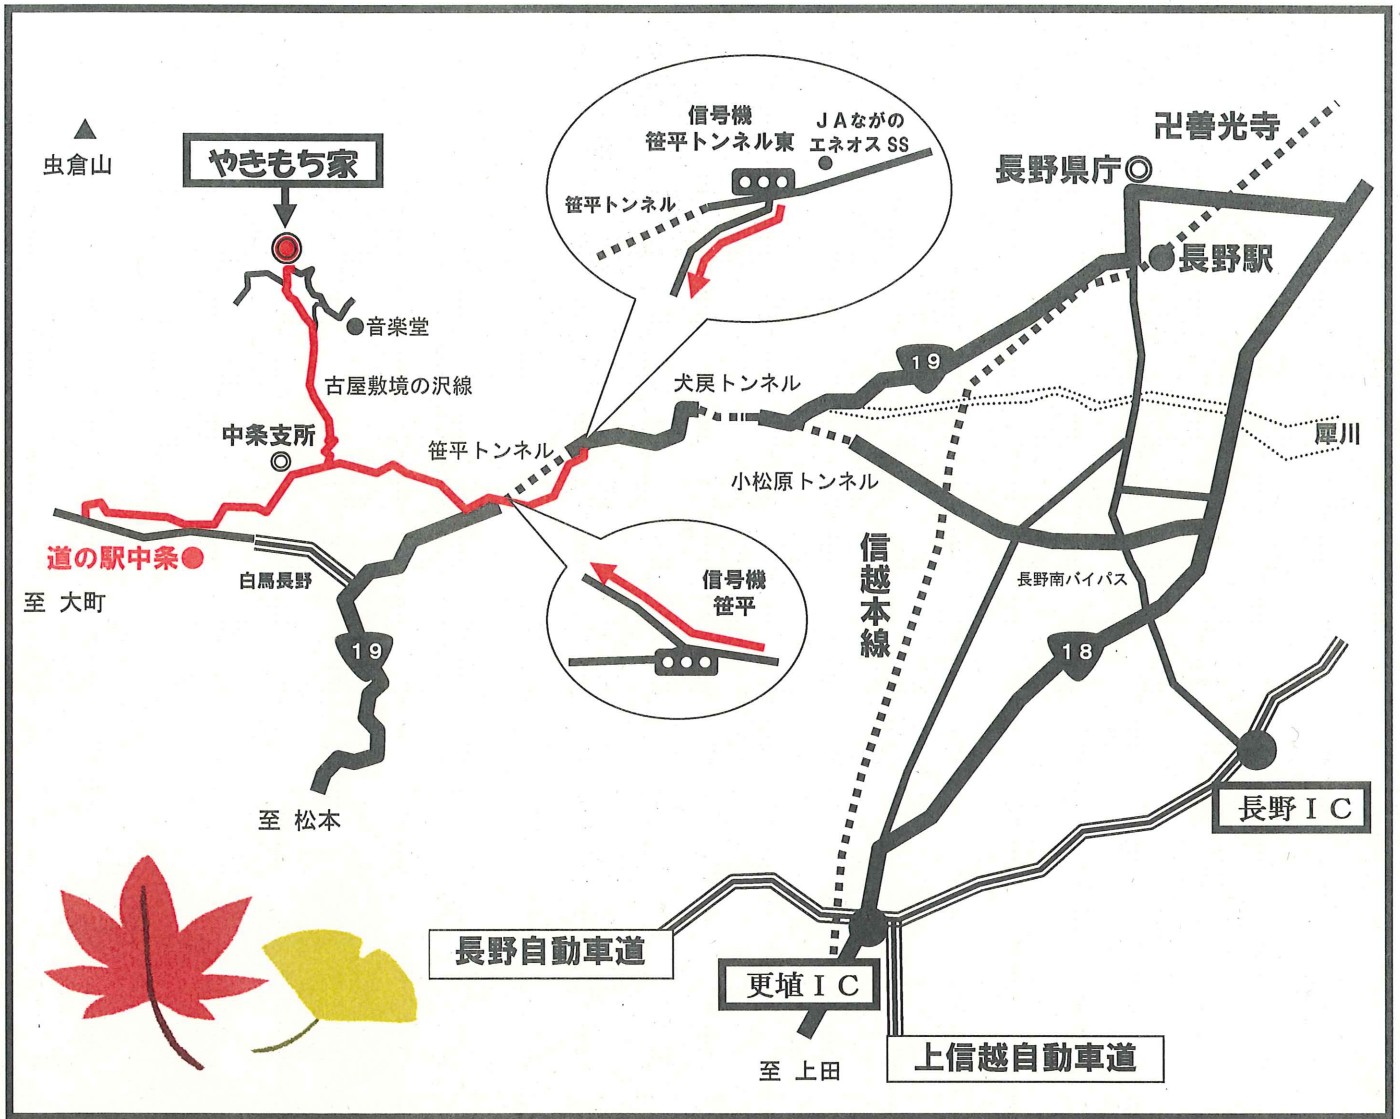 虫倉山
やきもち家
音楽堂
古屋敷境の沢線
中条支所
道の駅中条
至 大町
白馬長野
19
至 松本
笹平トンネル
信号機
笹平トンネル東
JAながの
エネオスSS
笹平トンネル
信号機
笹平
犬戻トンネル
小松原トンネル
19
卍善光寺
長野県庁
長野駅
犀川
信越本線
長野南バイパス
18
長野IC
長野自動車道
更埴IC
至 上田
上信越自動車道